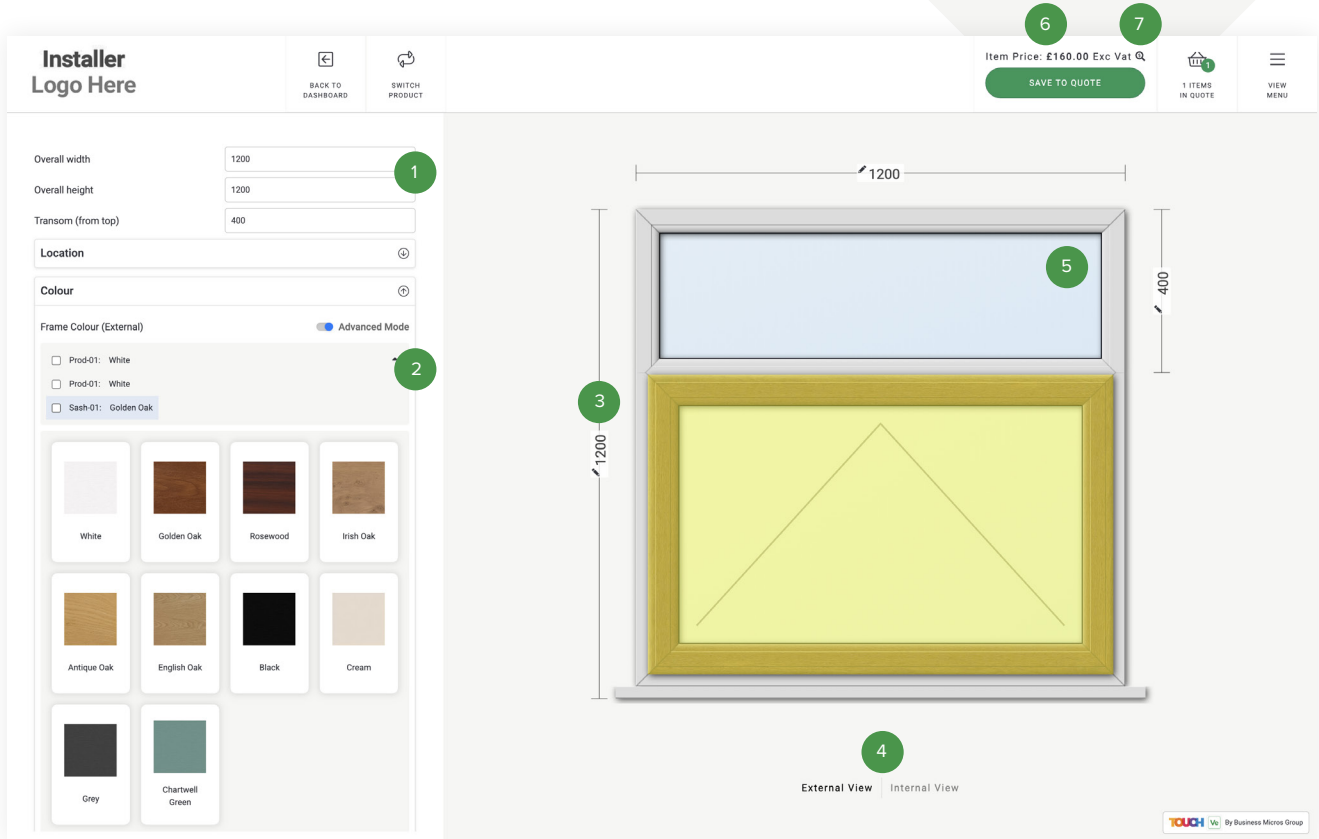 6
7
Installer
Logo Here
BACK TO
DASHBOARD
SWITCH
PRODUCT
Item Price: £160.00 Exc Vat
SAVE TO QUOTE
1
1 ITEMS
IN QUOTE
VIEW
MENU
Overall width
1200
1
Overall height
1200
Transom (from top)
400
Location
Colour
Frame Colour (External)
Advanced Mode
Prod-01: White
2
Prod-01: White
Sash-01: Golden Oak
White
Golden Oak
Rosewood
Irish Oak
Antique Oak
English Oak
Black
Cream
Grey
Chartwell
Green
1200
5
400
3
1200
4
External View
Internal View
TOUCH Ve By Business Micros Group